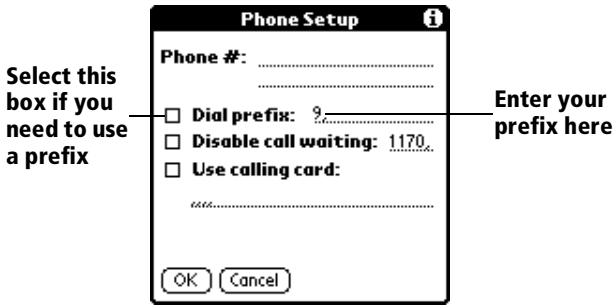 Phone Setup
Phone #:
Select this
box if you
need to use
a prefix
Dial prefix: 9,
Enter your
prefix here
Disable call waiting: 1170,
Use calling card:
,,,,
OK Cancel